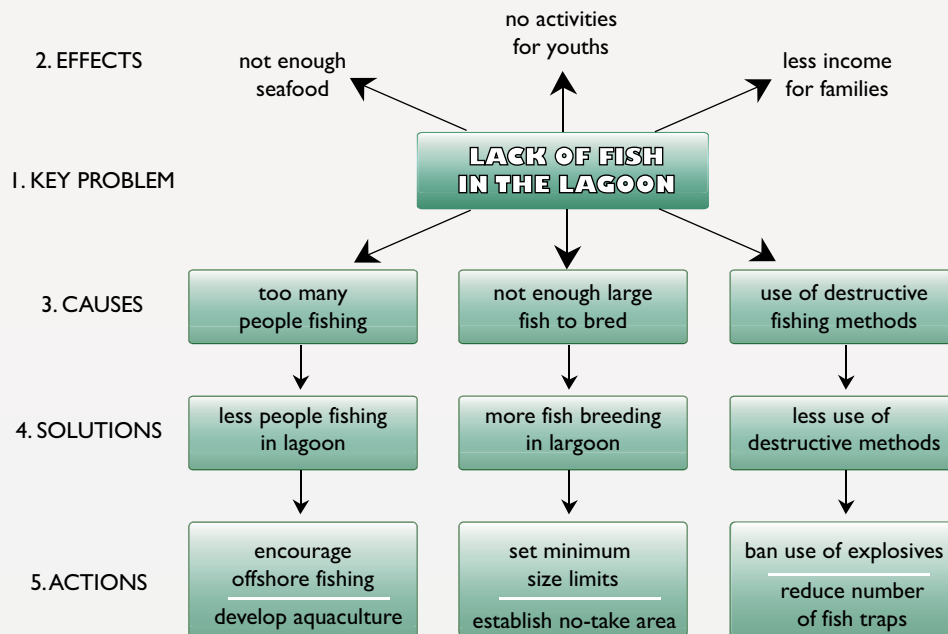 2. EFFECTS
not enough
seafood
no activities
for youths
less income
for families
1. KEY PROBLEM
LACK OF FISH
IN THE LAGOON
3. CAUSES
too many
people fishing
not enough large
fish to bred
use of destructive
fishing methods
4. SOLUTIONS
less people fishing
in lagoon
more fish breeding
in largoon
less use of
destructive methods
5. ACTIONS
encourage
offshore fishing
develop aquaculture
set minimum
size limits
establish no-take area
ban use of explosives
reduce number
of fish traps